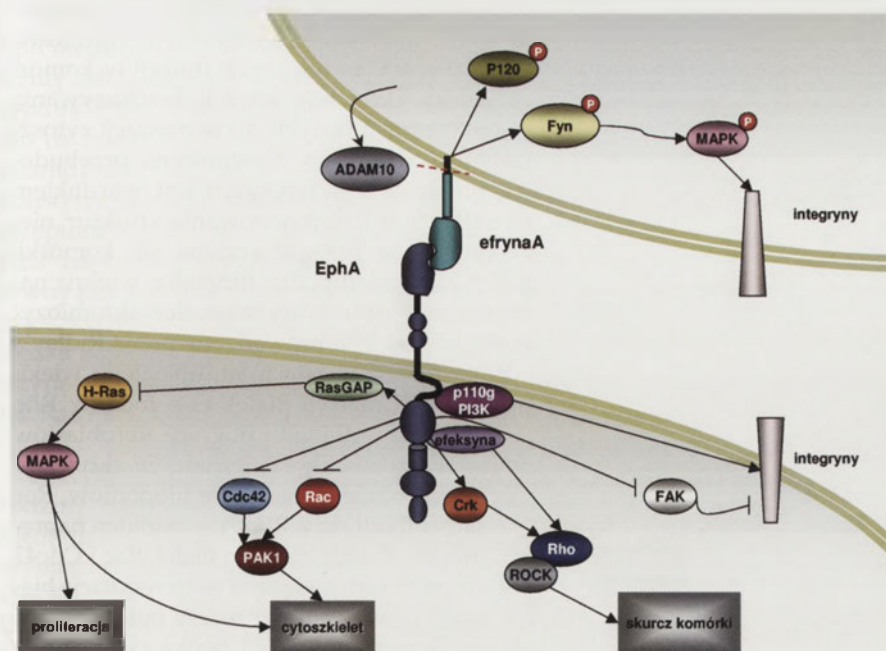 P
P120
P
Fyn
P
MAPK
ADAM10
integryny
efrynaA
EphA
H-Ras
RasGAP
p110g
PI3K
MAPK
efeksyna
integryny
Cdc42
Rac
Crk
FAK
PAK1
Rho
ROCK
proliferacja
cytoszkielet
skurcz komórki